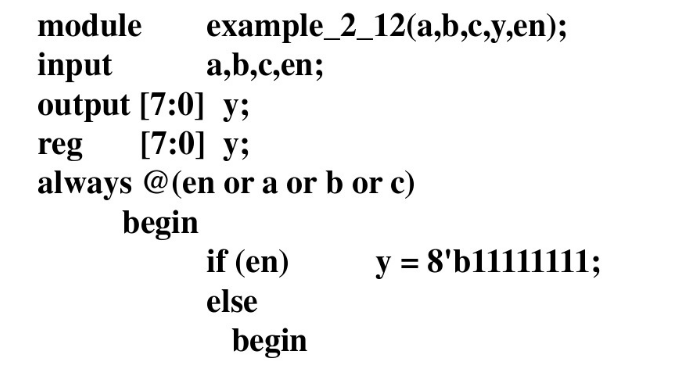 module example_2_12(a,b,c,y,en);
input a,b,c,en;
output [7:0] y;
reg [7:0] y;
always @(en or a or b or c)
begin
if (en) y = 8'b11111111;
else
begin